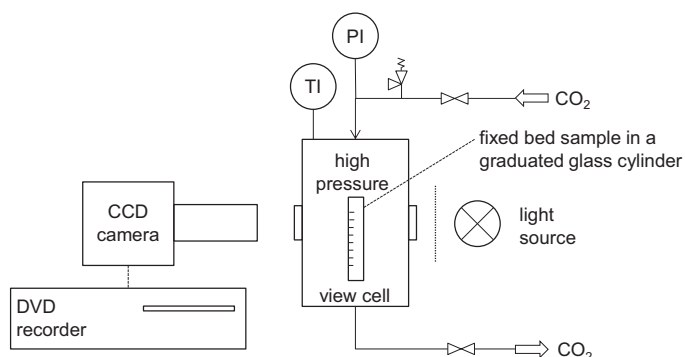 PI
TI
CO2
fixed bed sample in a
graduated glass cylinder
high
pressure
CCD
camera
light
source
view cell
DVD
recorder
CO2